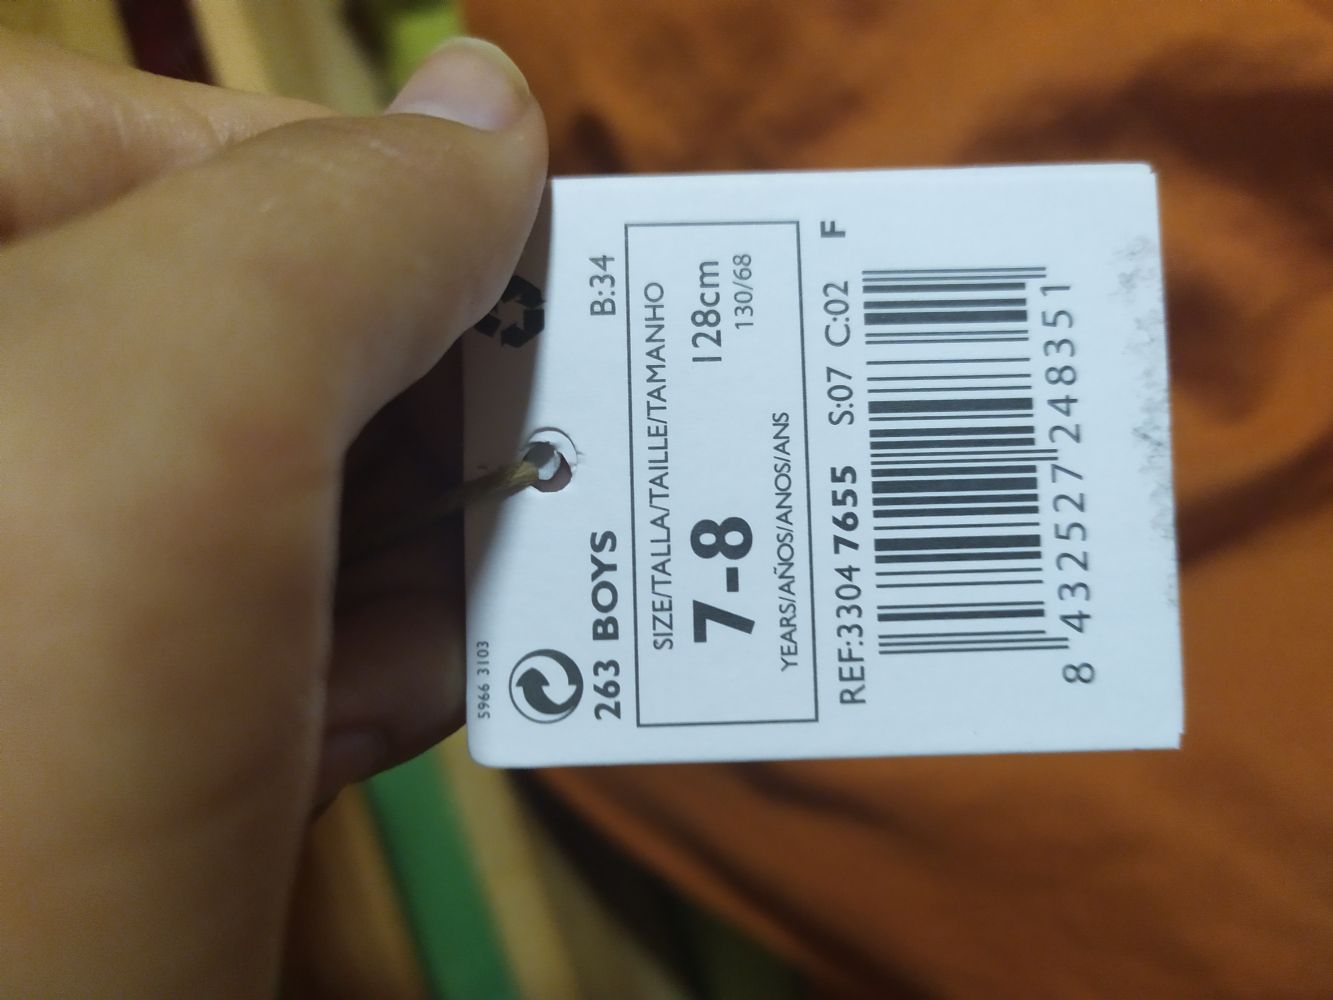 5966 3103
263 BOYS B:34
SIZE/TALLA/TAILLE/TAMANHO
7-8 128cm
130/68
YEARS/AÑOS/ANOS/ANS
REF:3304 7655 S:07 C:02 F
8 432527 248351